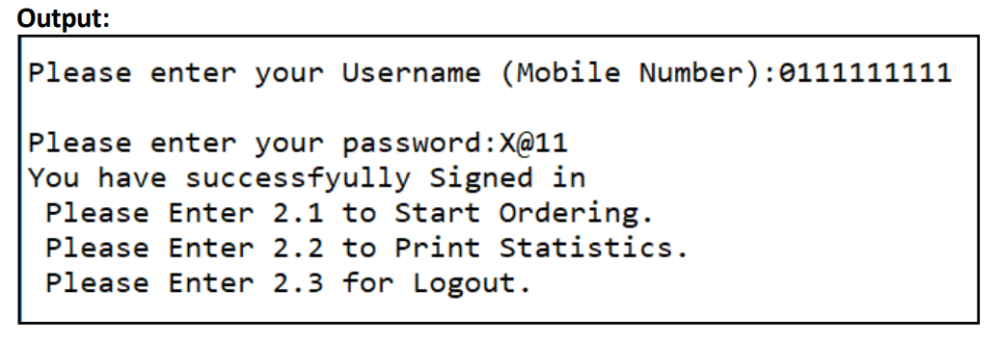 Output:
Please enter your Username (Mobile Number):0111111111
Please enter your password:X@11
You have successfyully Signed in
Please Enter 2.1 to Start Ordering.
Please Enter 2.2 to Print Statistics.
Please Enter 2.3 for Logout.